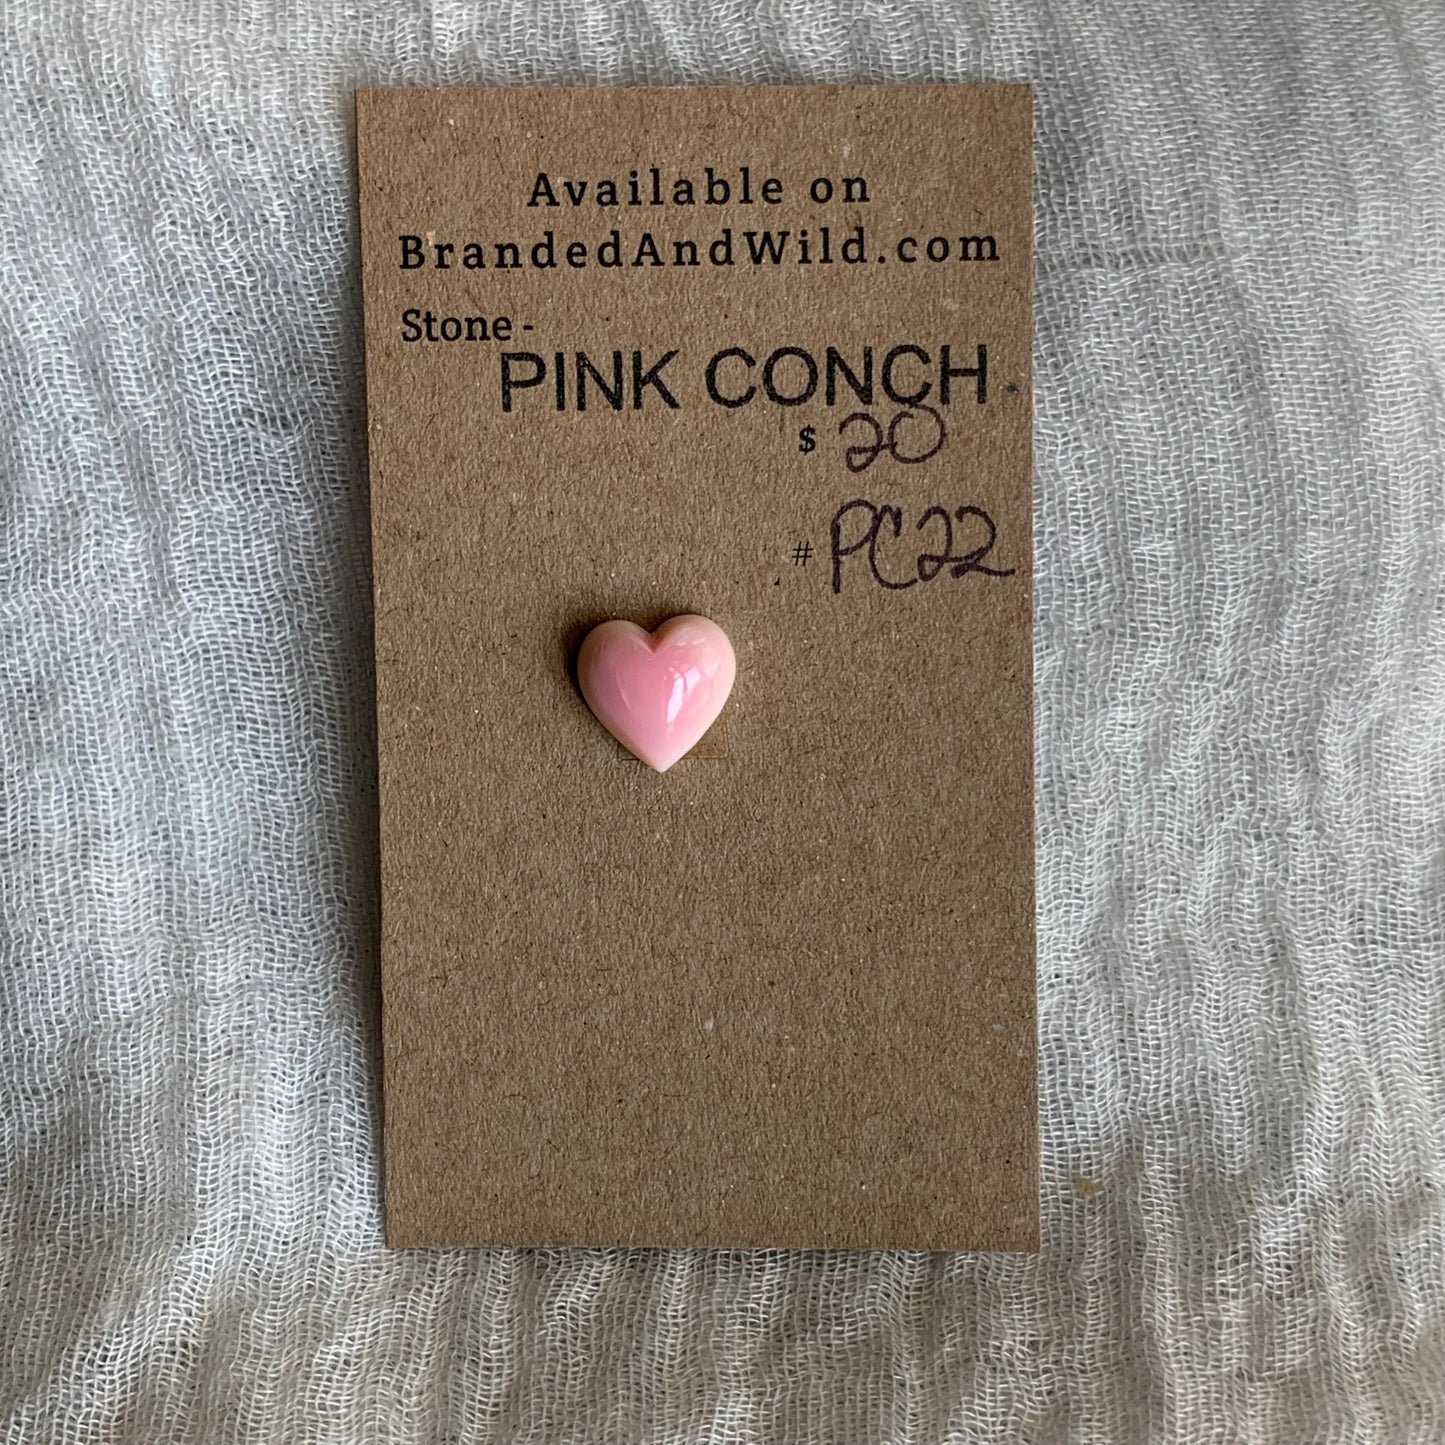 Available on
BrandedAndWild.com
Stone -
PINK CONCH
$ 20
# PC22